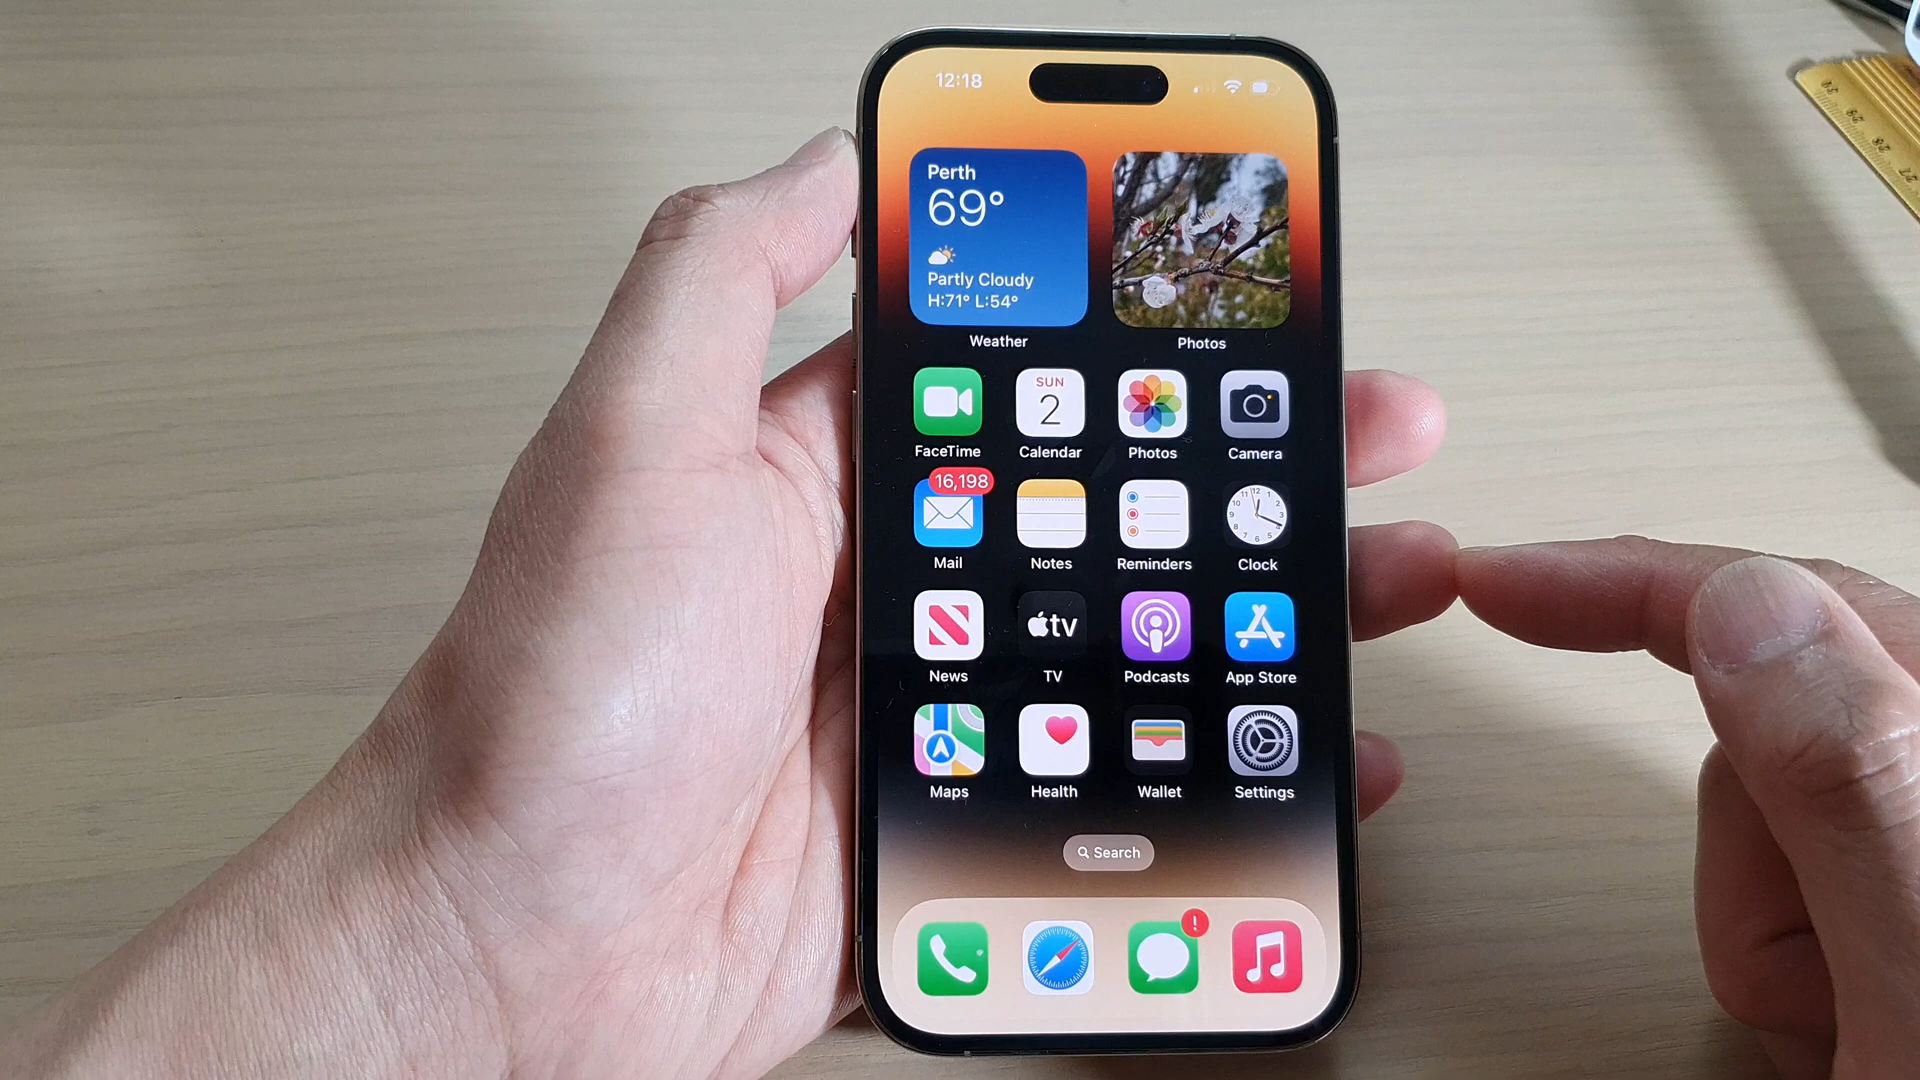 12:18
Perth
69°
Partly Cloudy
H:71° L:54°
Weather
Photos
SUN
2
FaceTime
Calendar
Photos
Camera
16,198
Mail
Notes
Reminders
Clock
tv
News
TV
Podcasts
App Store
Maps
Health
Wallet
Settings
Search
!